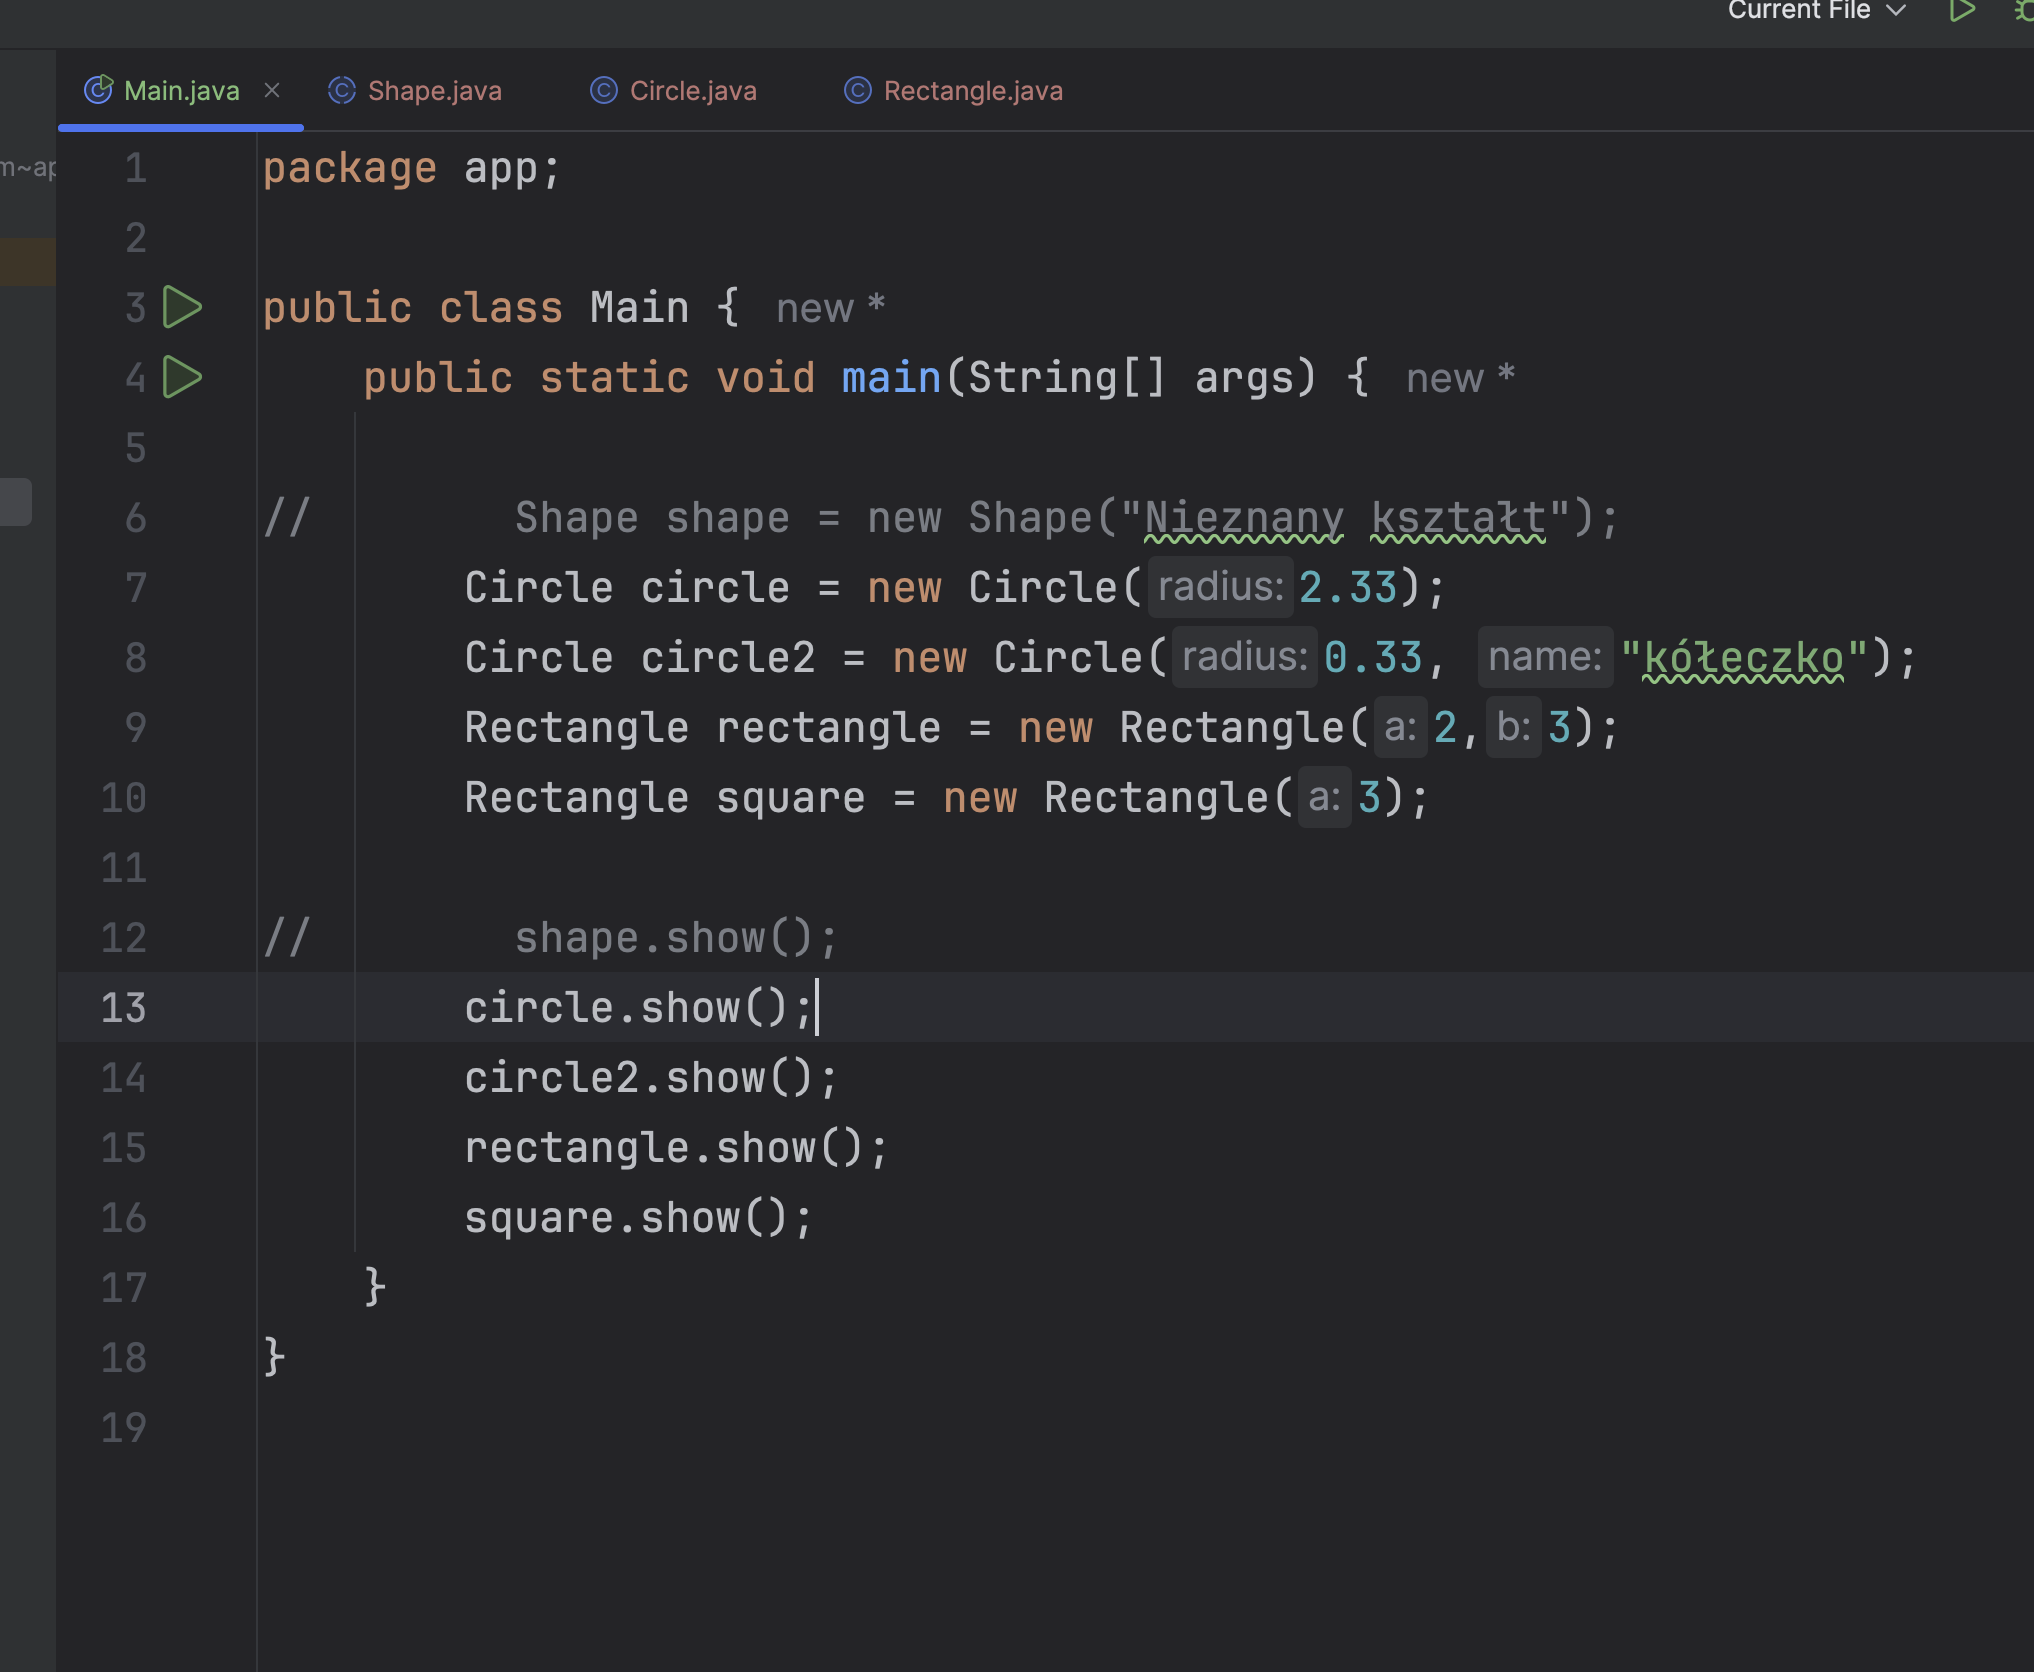 Current File
Main.java × Shape.java Circle.java Rectangle.java
m~ap
1 package app;
2
3 public class Main { new *
4 public static void main(String[] args) { new *
5
6 // Shape shape = new Shape("Nieznany kształt");
7 Circle circle = new Circle( radius: 2.33);
8 Circle circle2 = new Circle( radius: 0.33, name: "kółeczko");
9 Rectangle rectangle = new Rectangle( a: 2, b: 3);
10 Rectangle square = new Rectangle( a: 3);
11
12 // shape.show();
13 circle.show();
14 circle2.show();
15 rectangle.show();
16 square.show();
17 }
18 }
19